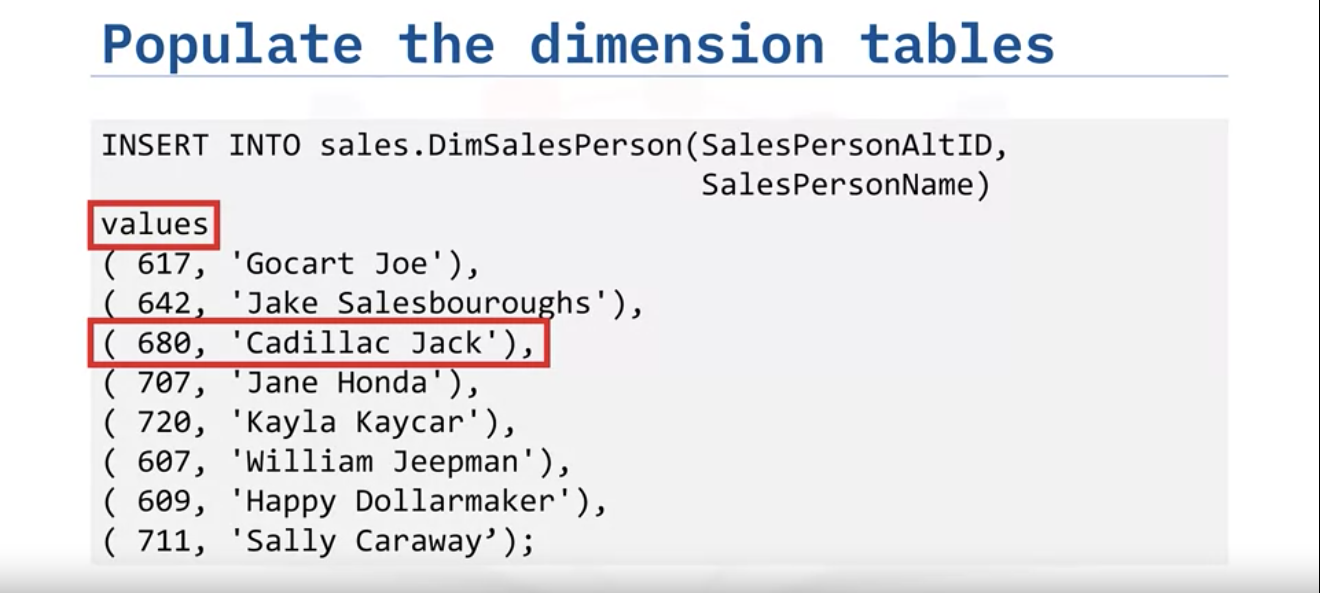 Populate the dimension tables
INSERT INTO sales.DimSalesPerson(SalesPersonAltID,
SalesPersonName)
values
( 617, 'Gocart Joe'),
( 642, 'Jake Salesbouroughs'),
( 680, 'Cadillac Jack'),
( 707, 'Jane Honda'),
( 720, 'Kayla Kaycar'),
( 607, 'William Jeepman'),
( 609, 'Happy Dollarmaker'),
( 711, 'Sally Caraway’);